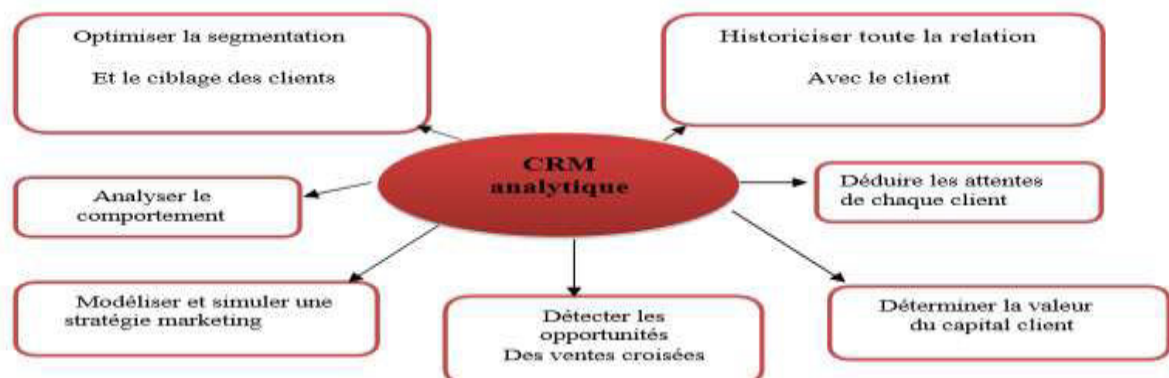 Optimiser la segmentation
Et le ciblage des clients
Historiciser toute la relation
Avec le client
CRM
analytique
Analyser le
comportement
Déduire les attentes
de chaque client
Modéliser et simuler une
stratégie marketing
Détecter les
opportunités
Des ventes croisées
Déterminer la valeur
du capital client